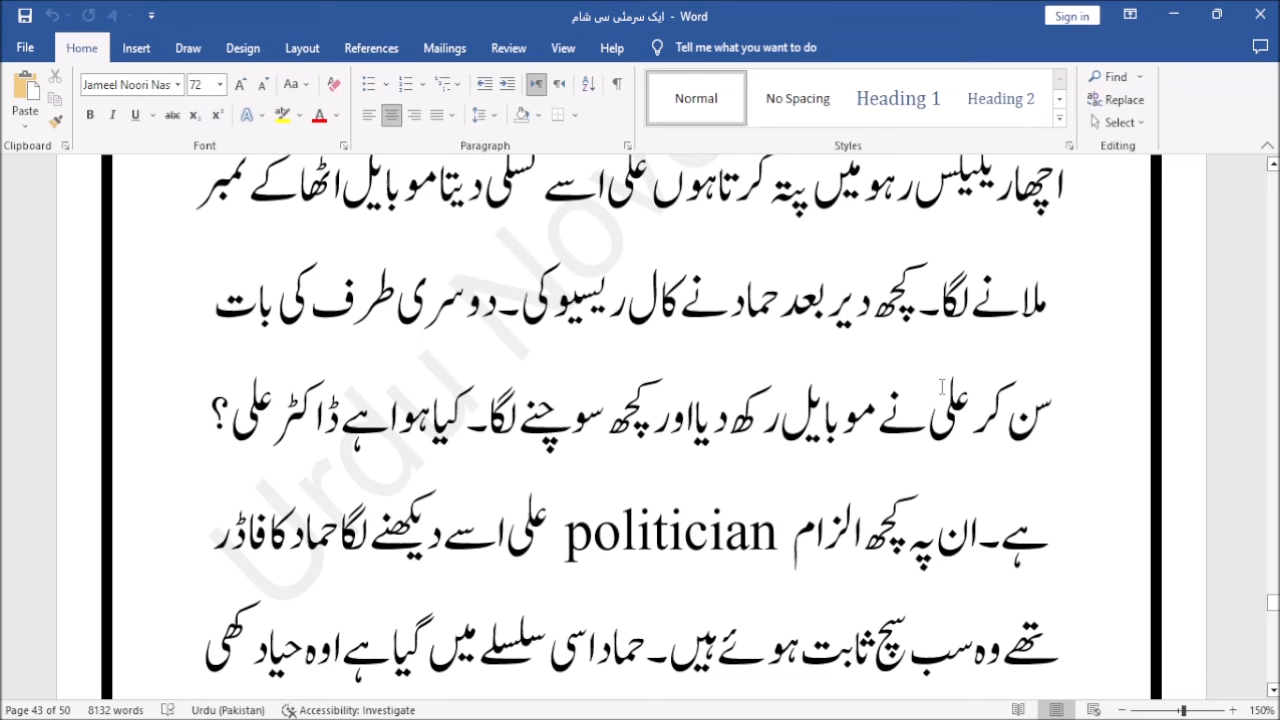 ایک سرمئی سی شام - Word
Sign in
File Home Insert Draw Design Layout References Mailings Review View Help Tell me what you want to do
Paste
Jameel Noori Nas 72
Normal
No Spacing
Heading 1
Heading 2
Find
Replace
Select
Clipboard Font Paragraph Styles Editing
اچھا ریلیلس رہو میں پتہ کرتا ہوں علی اسے تسلی دیتا موبایل اٹھا کے نمبر
ملانے لگا۔ کچھ دیر بعد حماد نے کال ریسیو کی۔ دوسری طرف کی بات
سن کر علی نے موبایل رکھ دیا اور کچھ سوچنے لگا۔ کیا ہوا ہے ڈاکٹر علی؟
ہے۔ ان پہ کچھ الزام politician علی اسے دیکھنے لگا حماد کا فاڈر
تھے وہ سب سچ ثابت ہوئے ہیں۔ حماد اسی سلسلے میں گیا ہے اوہ حیا دکھی
Urdu Nov
Page 43 of 50 8132 words Urdu (Pakistan) Accessibility: Investigate 150%